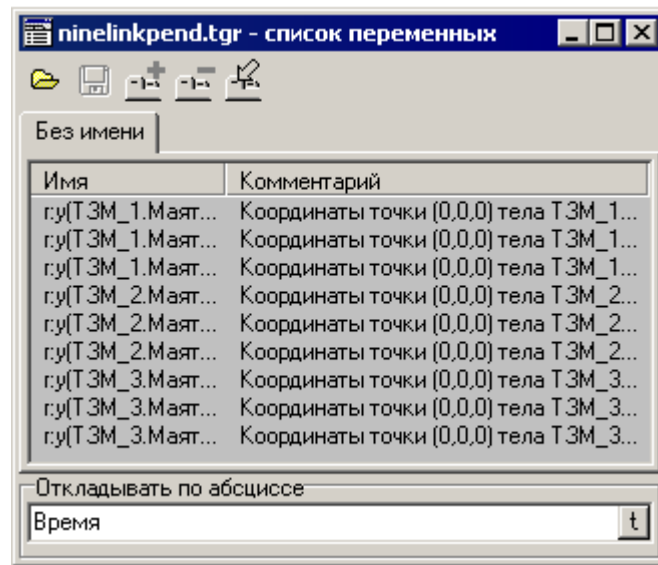 ninelinkpend.tgr - список переменных
Без имени
Имя Комментарий
r:y(ТЗМ_1.Маят... Координаты точки (0,0,0) тела ТЗМ_1...
r:y(ТЗМ_1.Маят... Координаты точки (0,0,0) тела ТЗМ_1...
r:y(ТЗМ_1.Маят... Координаты точки (0,0,0) тела ТЗМ_1...
r:y(ТЗМ_2.Маят... Координаты точки (0,0,0) тела ТЗМ_2...
r:y(ТЗМ_2.Маят... Координаты точки (0,0,0) тела ТЗМ_2...
r:y(ТЗМ_2.Маят... Координаты точки (0,0,0) тела ТЗМ_2...
r:y(ТЗМ_3.Маят... Координаты точки (0,0,0) тела ТЗМ_3...
r:y(ТЗМ_3.Маят... Координаты точки (0,0,0) тела ТЗМ_3...
r:y(ТЗМ_3.Маят... Координаты точки (0,0,0) тела ТЗМ_3...
Откладывать по абсциссе
Время t